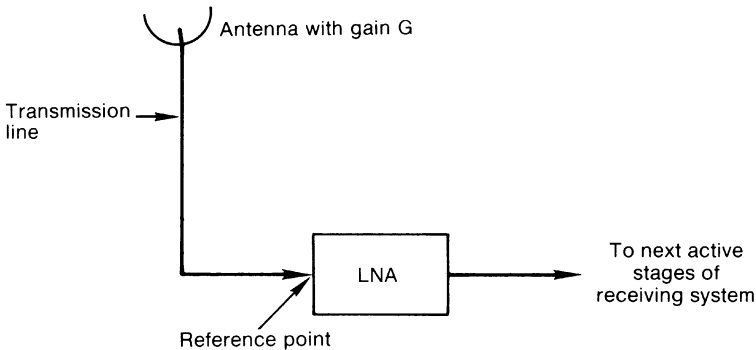 Antenna with gain G
Transmission
line
LNA
To next active
stages of
receiving system
Reference point